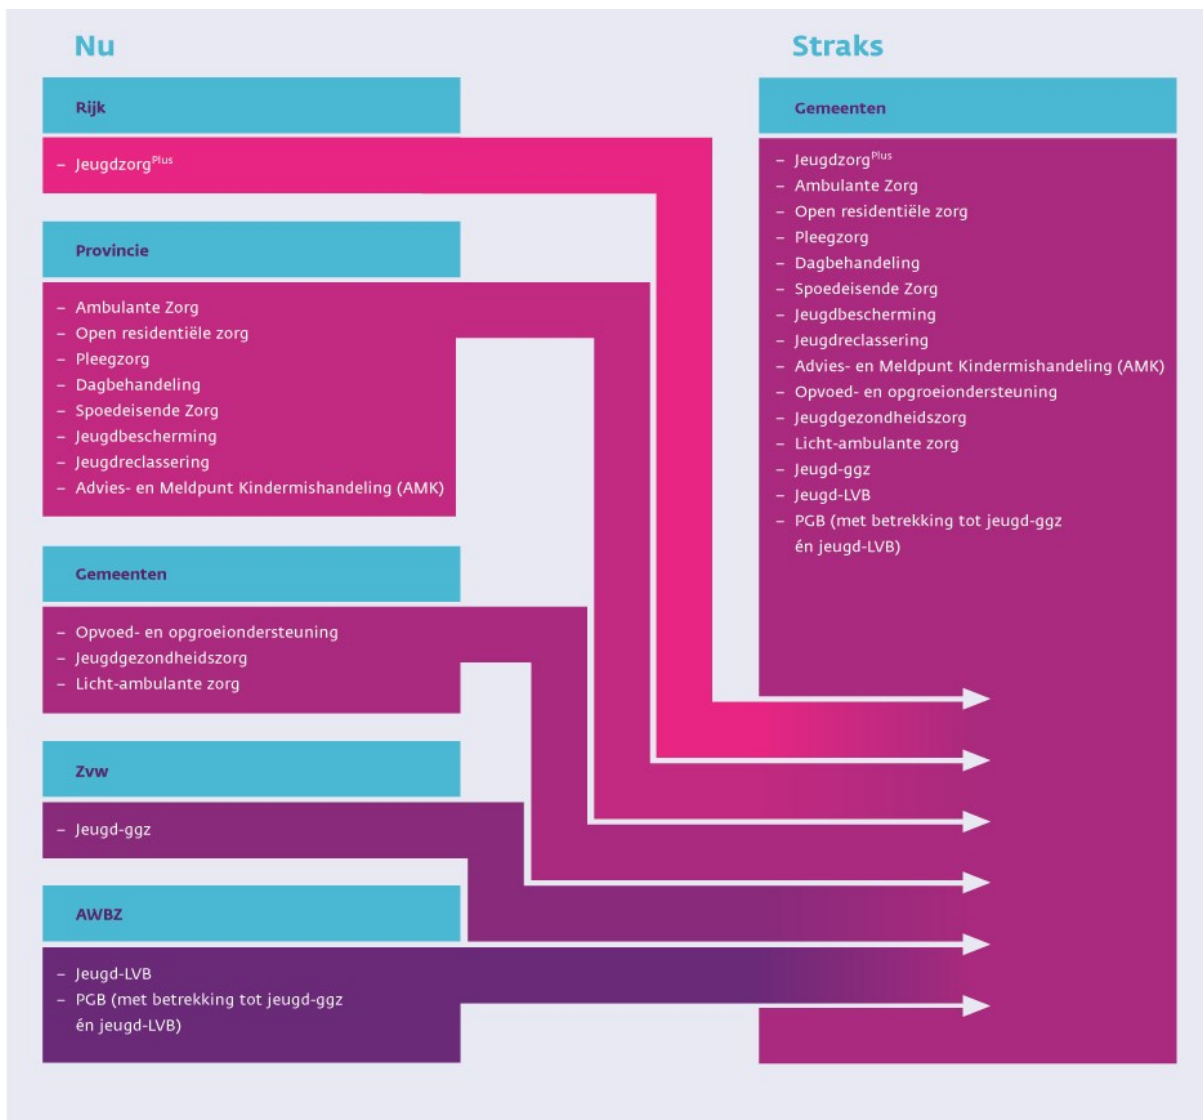 Nu
Rijk
– Jeugdzorg^Plus
Provincie
– Ambulante Zorg
– Open residentiële zorg
– Pleegzorg
– Dagbehandeling
– Spoedeisende Zorg
– Jeugdbescherming
– Jeugdreclassering
– Advies- en Meldpunt Kindermishandeling (AMK)
Gemeenten
– Opvoed- en opgroeiondersteuning
– Jeugdgezondheidszorg
– Licht-ambulante zorg
Zvw
– Jeugd-ggz
AWBZ
– Jeugd-LVB
– PGB (met betrekking tot jeugd-ggz
én jeugd-LVB)
Straks
Gemeenten
– Jeugdzorg^Plus
– Ambulante Zorg
– Open residentiële zorg
– Pleegzorg
– Dagbehandeling
– Spoedeisende Zorg
– Jeugdbescherming
– Jeugdreclassering
– Advies- en Meldpunt Kindermishandeling (AMK)
– Opvoed- en opgroeiondersteuning
– Jeugdgezondheidszorg
– Licht-ambulante zorg
– Jeugd-ggz
– Jeugd-LVB
– PGB (met betrekking tot jeugd-ggz
én jeugd-LVB)